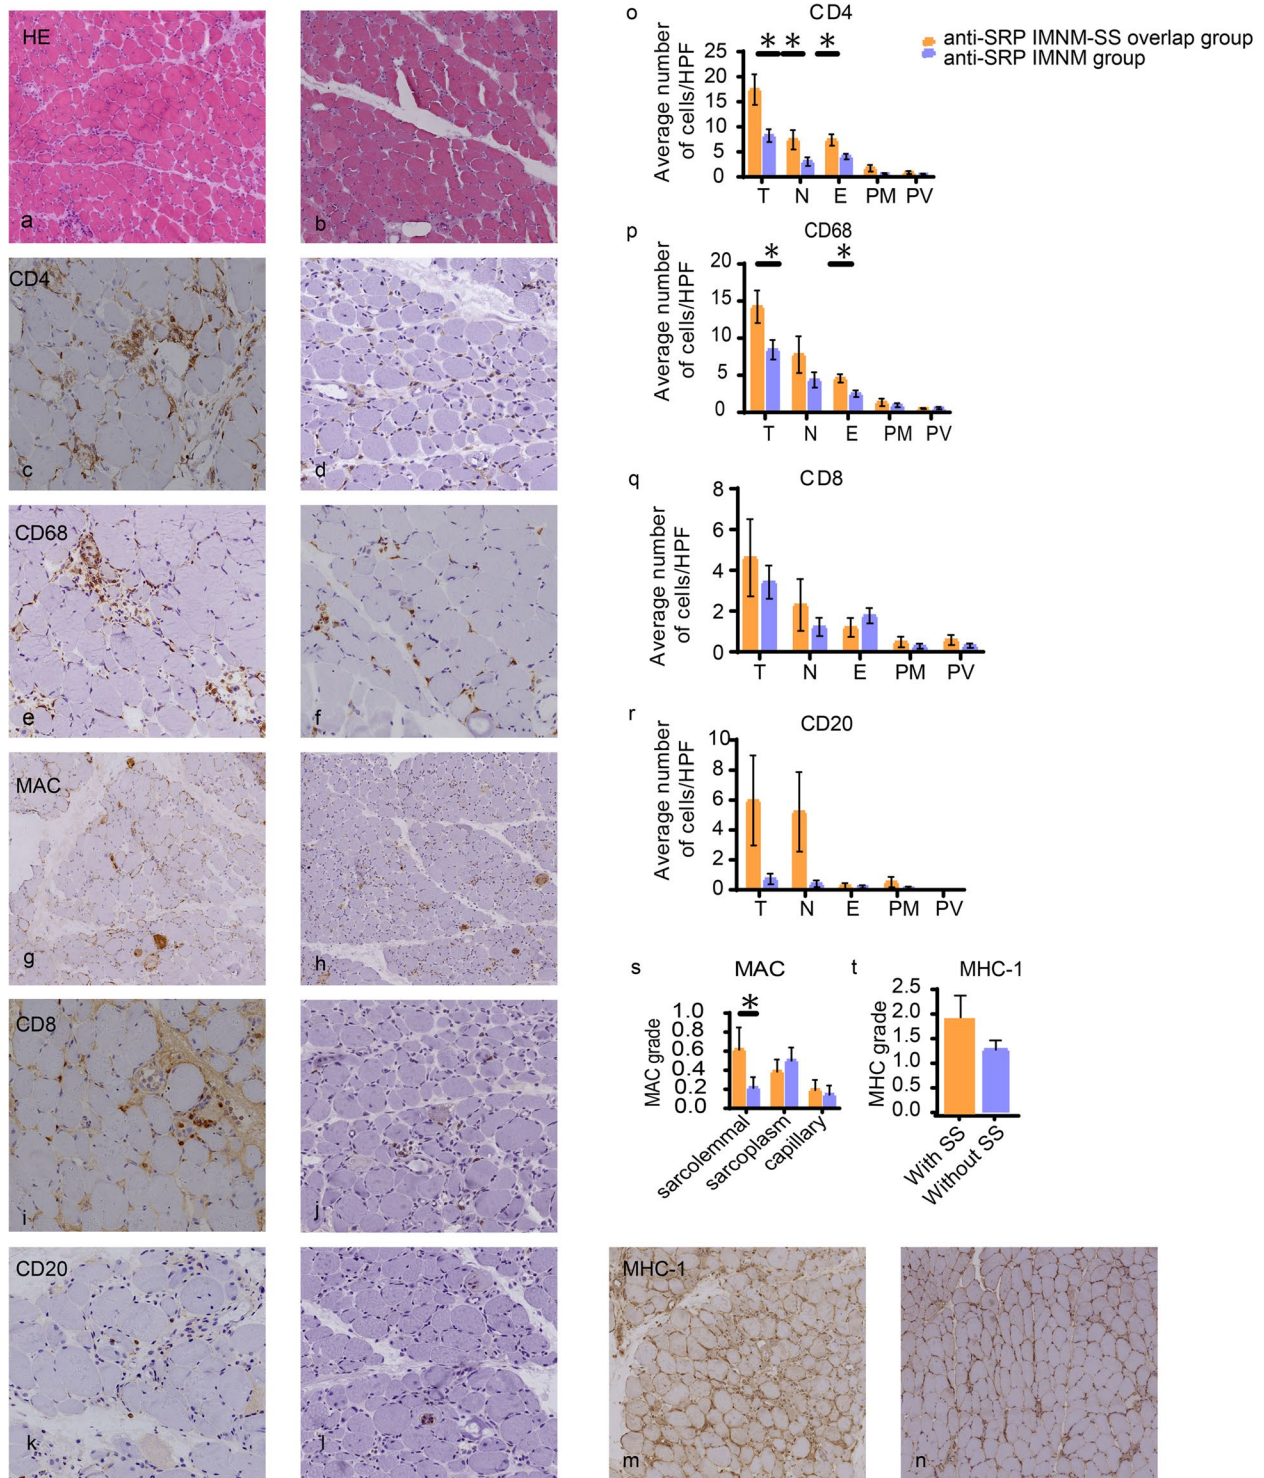 HE
a
b
CD4
c
d
CD68
e
f
MAC
g
h
CD8
i
j
CD20
k
l
o
CD4
anti-SRP IMNM-SS overlap group
anti-SRP IMNM group
Average number
of cells/HPF
25
20
15
10
5
0
* * *
T N E PM PV
p
CD68
Average number
of cells/HPF
20
15
10
5
0
* *
T N E PM PV
q
CD8
Average number
of cells/HPF
8
6
4
2
0
T N E PM PV
r
CD20
Average number
of cells/HPF
10
8
6
4
2
0
T N E PM PV
s
MAC
MAC grade
1.0
0.8
0.6
0.4
0.2
0.0
*
sarcolemmal
sarcoplasm
capillary
t
MHC-1
MHC grade
2.5
2.0
1.5
1.0
0.5
0.0
With SS
Without SS
MHC-1
m
n